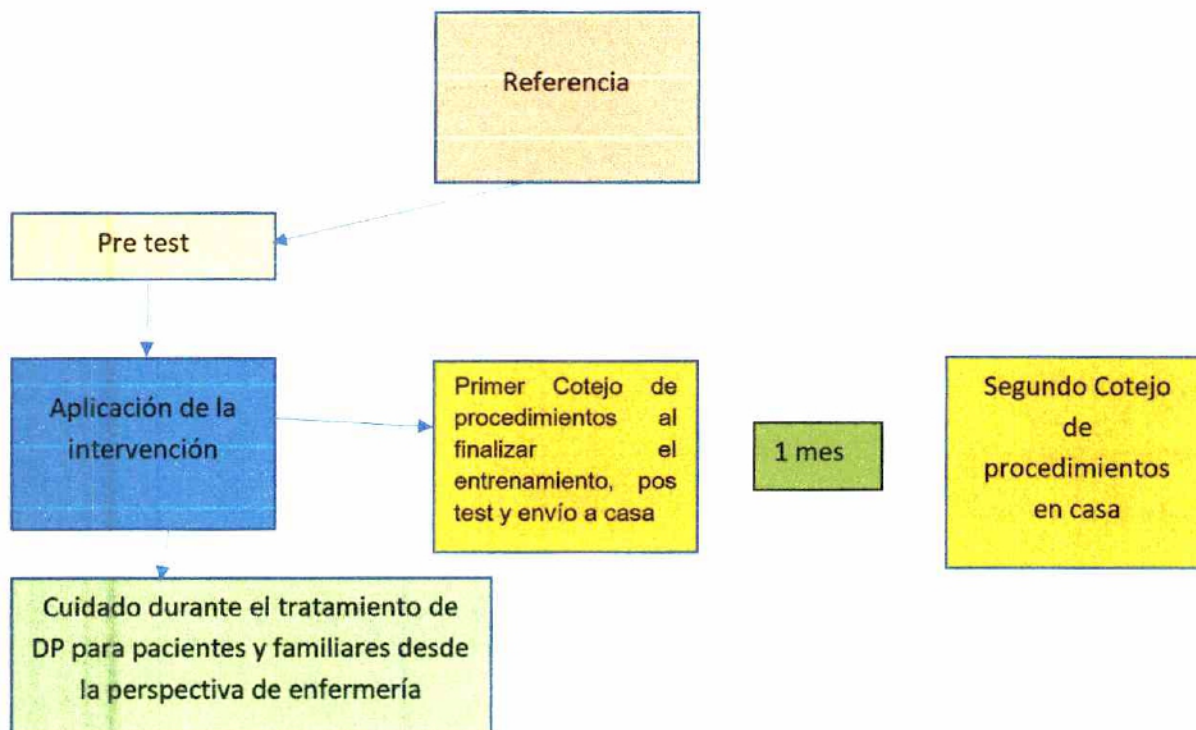 Referencia
Pre test
Aplicación de la
intervención
Primer Cotejo de
procedimientos al
finalizar el
entrenamiento, pos
test y envío a casa
1 mes
Segundo Cotejo
de
procedimientos
en casa
Cuidado durante el tratamiento de
DP para pacientes y familiares desde
la perspectiva de enfermería